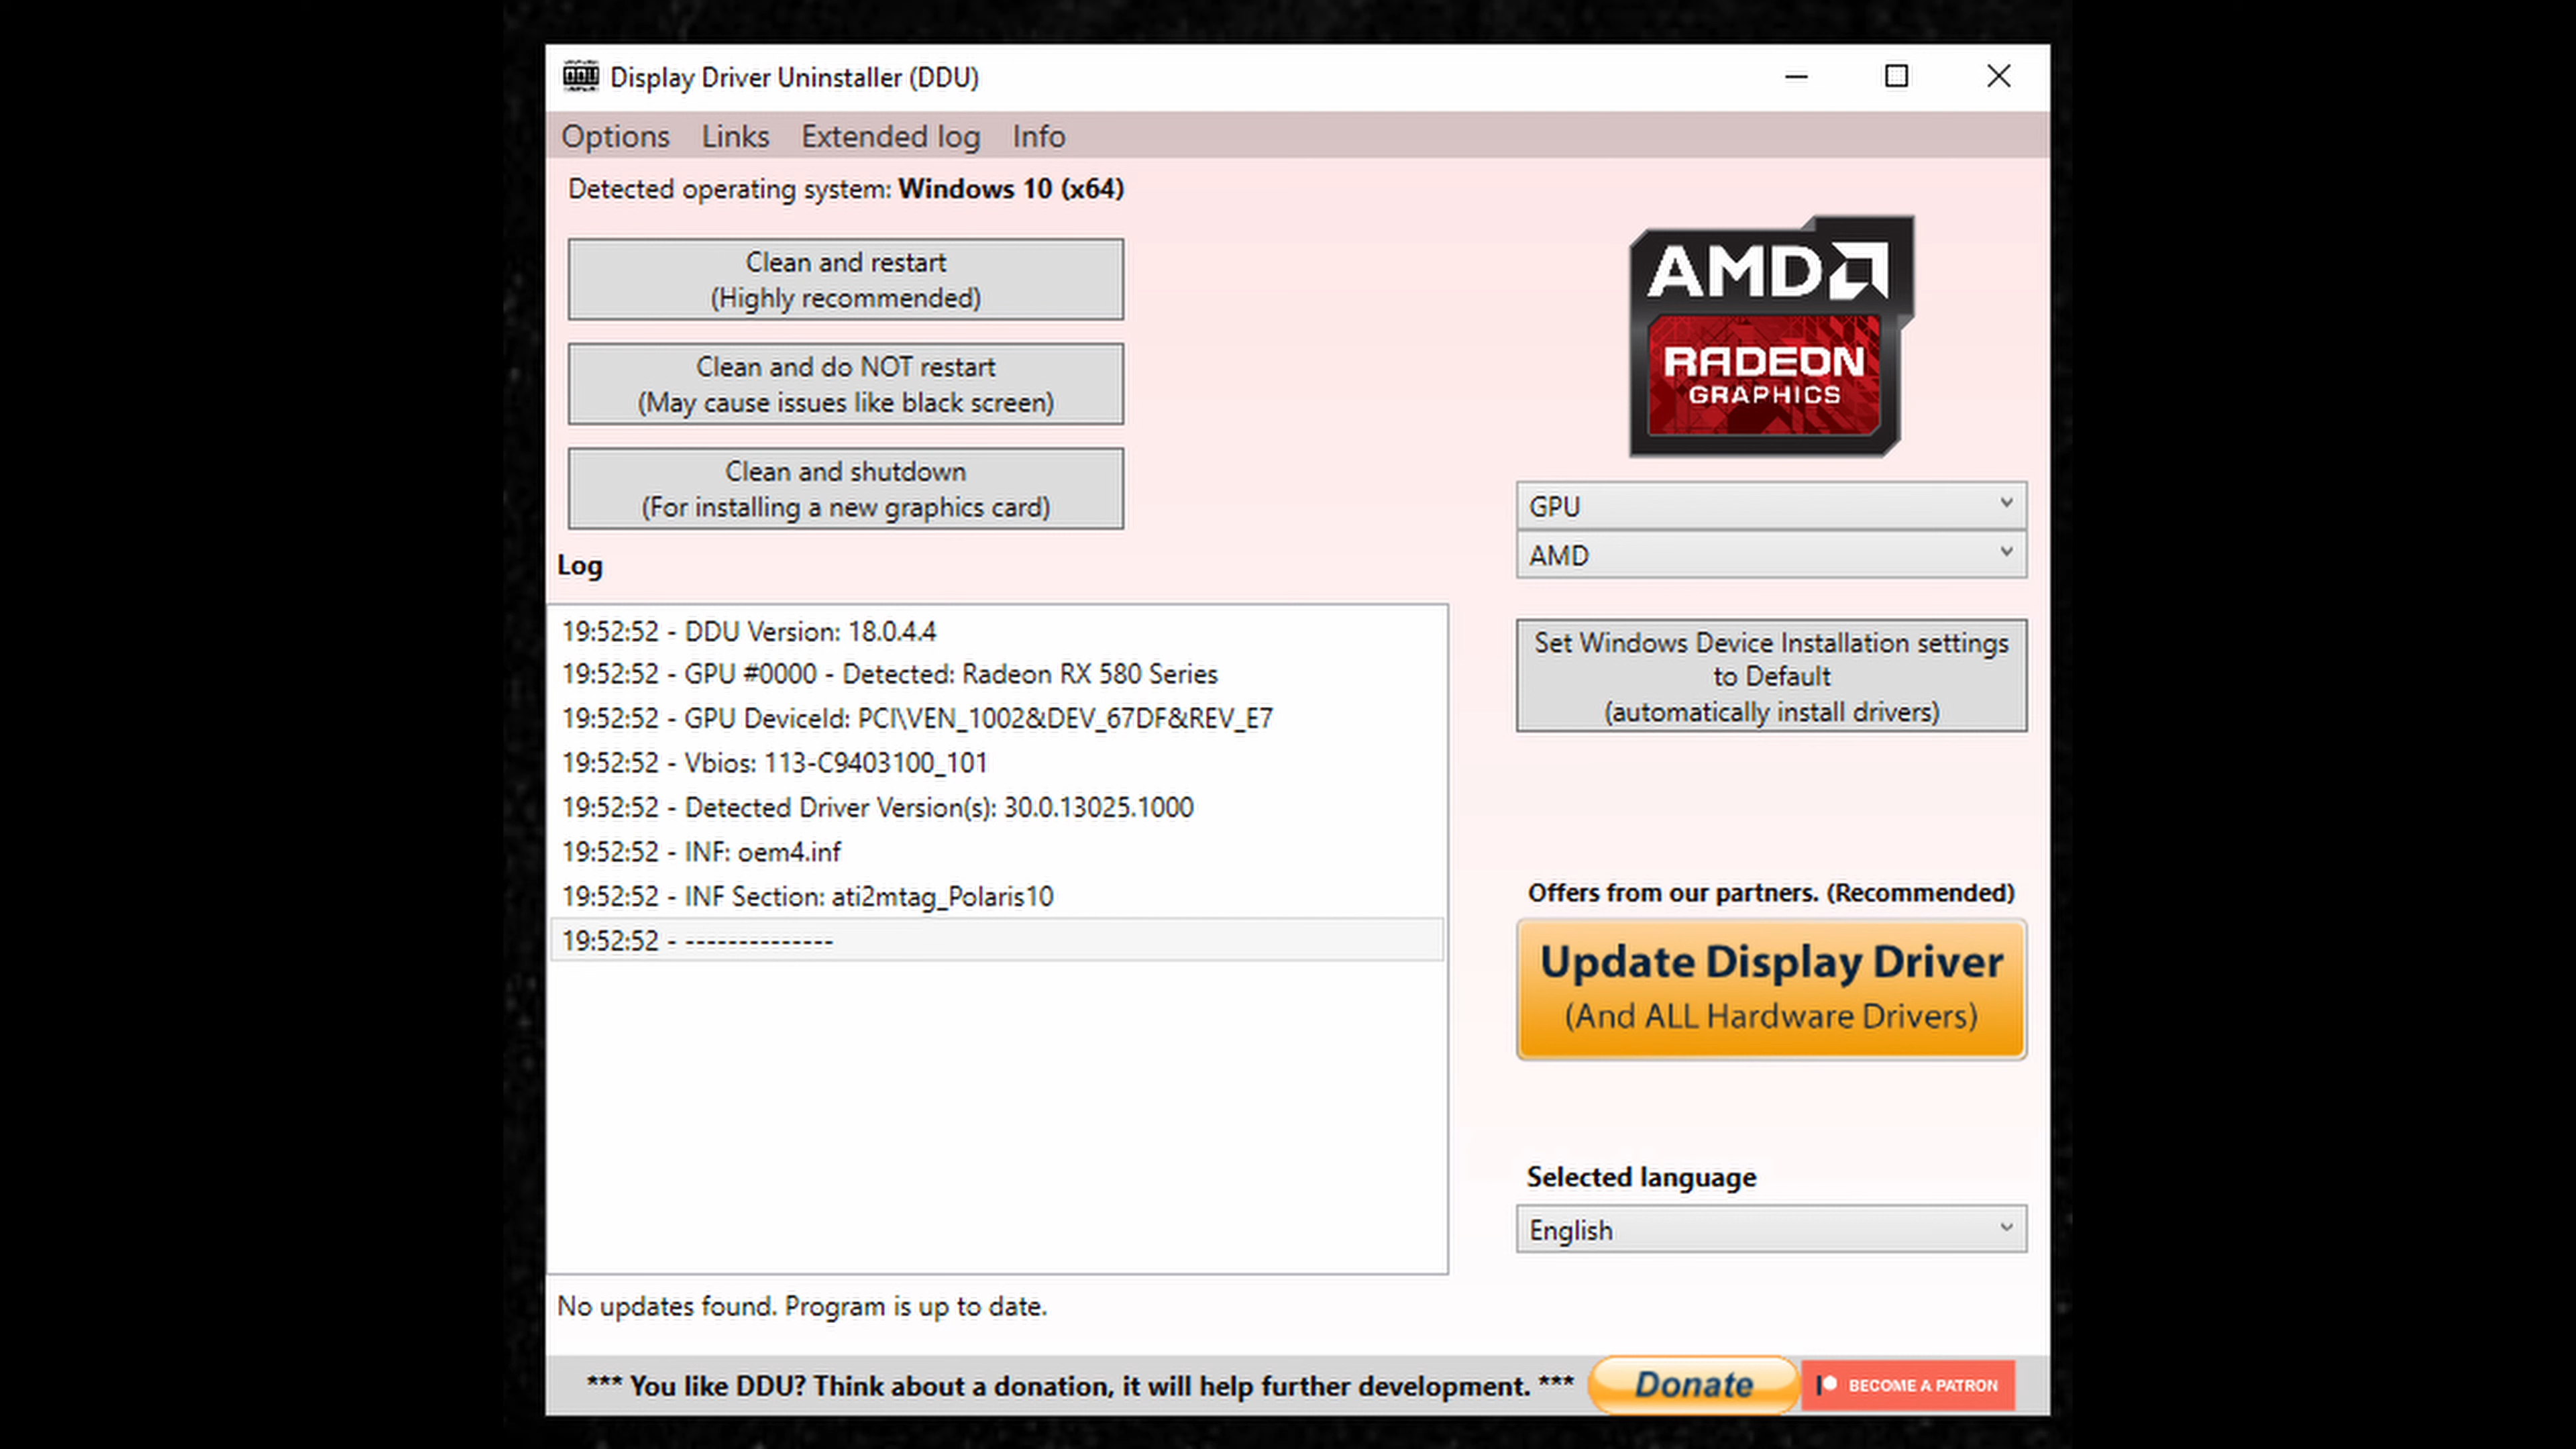 Display Driver Uninstaller (DDU)
Options Links Extended log Info
Detected operating system: Windows 10 (x64)
Clean and restart
(Highly recommended)
Clean and do NOT restart
(May cause issues like black screen)
Clean and shutdown
(For installing a new graphics card)
AMD
RADEON
GRAPHICS
GPU
AMD
Log
19:52:52 - DDU Version: 18.0.4.4
19:52:52 - GPU #0000 - Detected: Radeon RX 580 Series
19:52:52 - GPU DeviceId: PCI\VEN_1002&DEV_67DF&REV_E7
19:52:52 - Vbios: 113-C9403100_101
19:52:52 - Detected Driver Version(s): 30.0.13025.1000
19:52:52 - INF: oem4.inf
19:52:52 - INF Section: ati2mtag_Polaris10
19:52:52 - --------------
Set Windows Device Installation settings
to Default
(automatically install drivers)
Offers from our partners. (Recommended)
Update Display Driver
(And ALL Hardware Drivers)
Selected language
English
No updates found. Program is up to date.
*** You like DDU? Think about a donation, it will help further development. *** Donate BECOME A PATRON